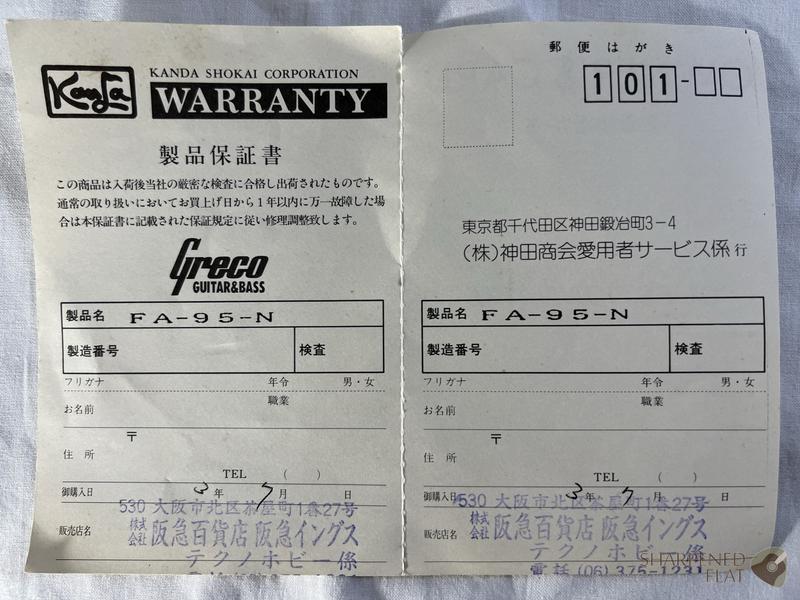 Kanda
KANDA SHOKAI CORPORATION
WARRANTY
製品保証書
この商品は入荷後当社の厳密な検査に合格し出荷されたものです。
通常の取り扱いにおいてお買上げ日から1年以内に万一故障した場
合は本保証書に記載された保証規定に従い修理調整致します。
Greco
GUITAR&BASS
製品名 FA-95-N
製造番号 検査
フリガナ 年令 男・女
お名前 職業
〒
住所
TEL ( )
御購入日 3年 7月 日
530 大阪市北区茶屋町1番27号
販売店名 株式会社 阪急百貨店 阪急イングス
テクノホビー係
郵便はがき
101-
東京都千代田区神田鍛冶町3-4
(株)神田商会愛用者サービス係 行
製品名 FA-95-N
製造番号 検査
フリガナ 年令 男・女
お名前 職業
〒
住所
TEL ( )
御購入日 3年 7月 日
530 大阪市北区茶屋町1番27号
販売店名 株式会社 阪急百貨店 阪急イングス
テクノホビー係
電話 (06) 375-1231
SHARPENED
FLAT